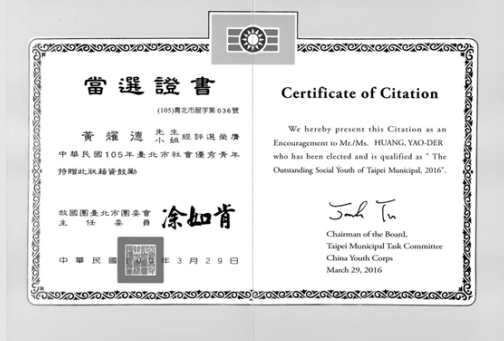 當選證書
(105)青北市服字第036號
黃耀德 先生 小姐 經評選榮膺
中華民國105年臺北市社會優秀青年
特贈此狀藉資鼓勵
救國團臺北市團委會
主任委員 涂如肯
中華民國105年3月29日
Certificate of Citation
We hereby present this Citation as an
Encouragement to Mr./Ms. HUANG, YAO-DER
who has been elected and is qualified as " The
Outstanding Social Youth of Taipei Municipal, 2016".
Chairman of the Board,
Taipei Municipal Task Committee
China Youth Corps
March 29, 2016